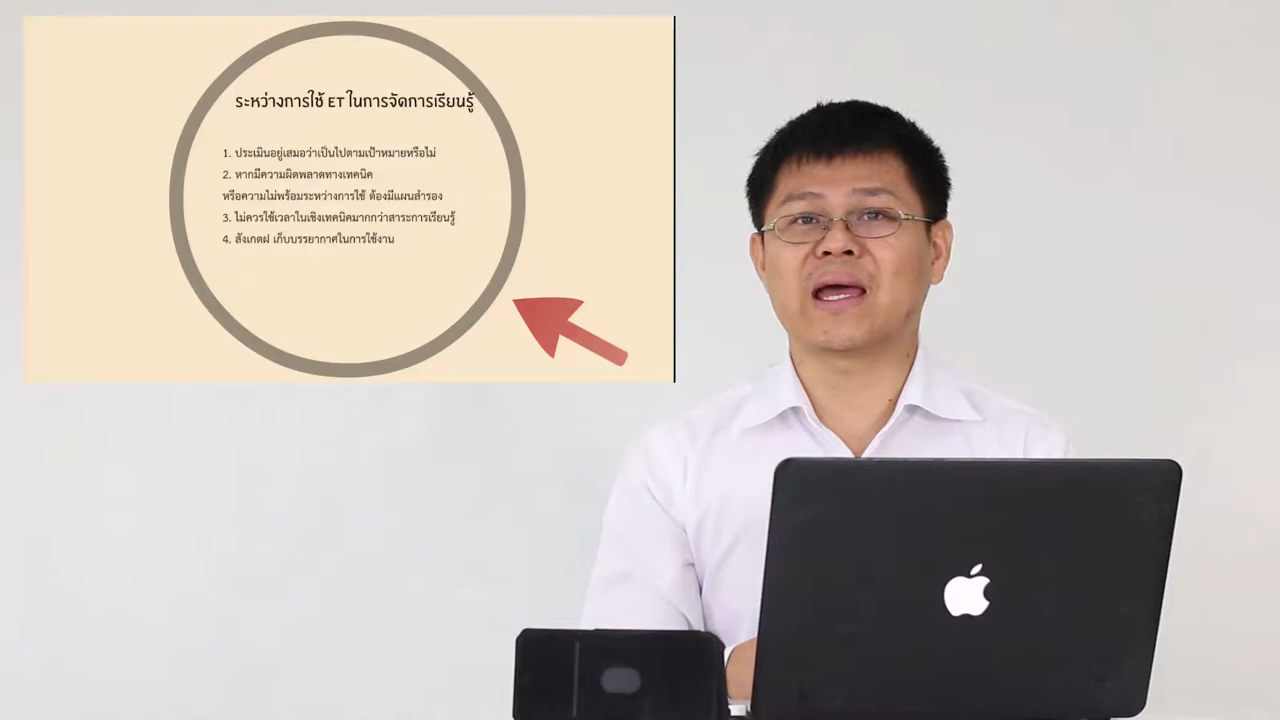 ระหว่างการใช้ ET ในการจัดการเรียนรู้
1. ประเมินอยู่เสมอว่าเป็นไปตามเป้าหมายหรือไม่
2. หากมีความผิดพลาดทางเทคนิค
หรือความไม่พร้อมระหว่างการใช้ ต้องมีแผนสำรอง
3. ไม่ควรใช้เวลาในเชิงเทคนิคมากกว่าสาระการเรียนรู้
4. สังเกตฝ เก็บบรรยากาศในการใช้งาน